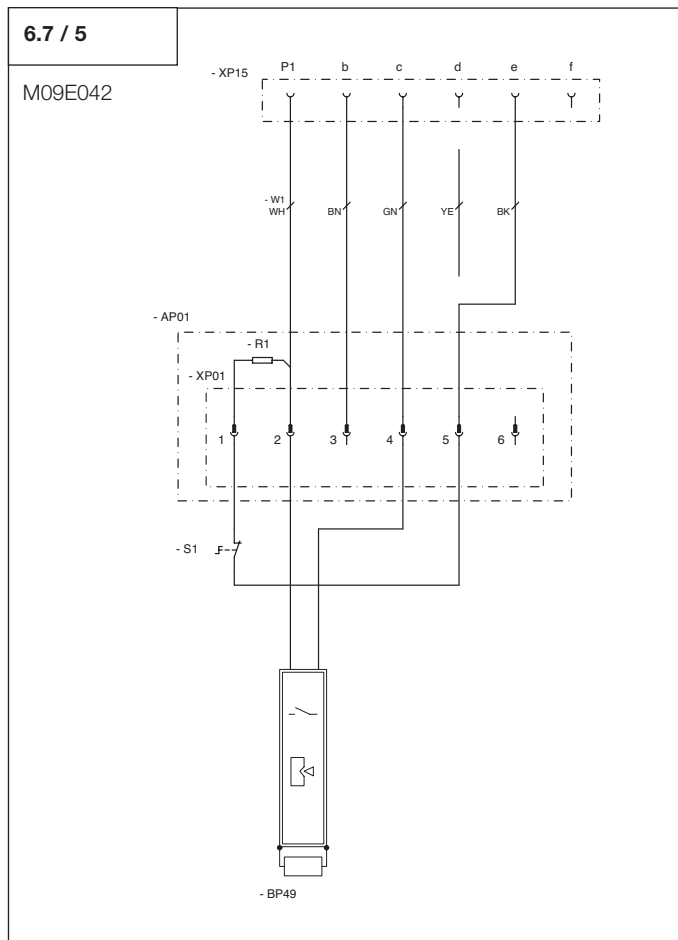 6.7 / 5
M09E042
- XP15
P1 b c d e f
- W1
WH BN GN YE BK
- AP01
- R1
- XP01
1 2 3 4 5 6
- S1
- BP49